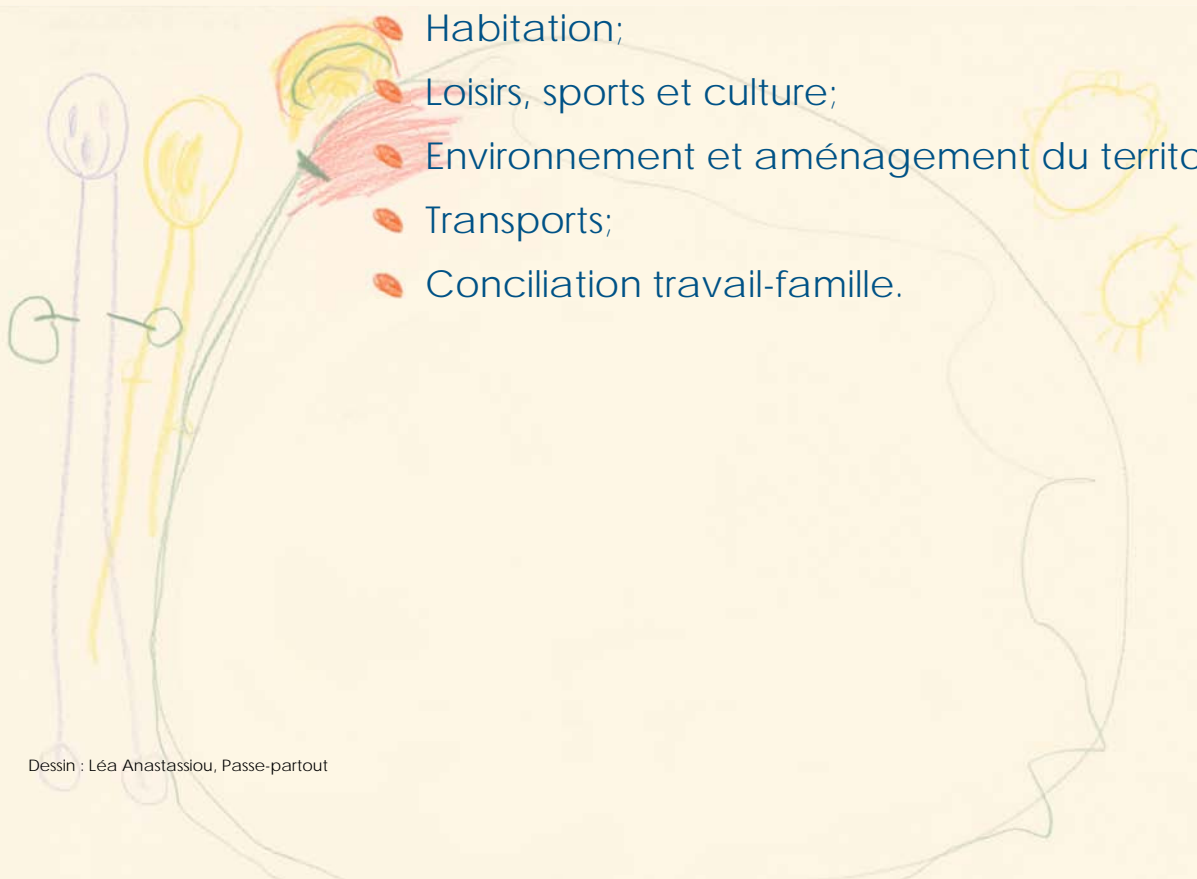 Habitation;
Loisirs, sports et culture;
Environnement et aménagement du territo
Transports;
Conciliation travail-famille.
Dessin : Léa Anastassiou, Passe-partout